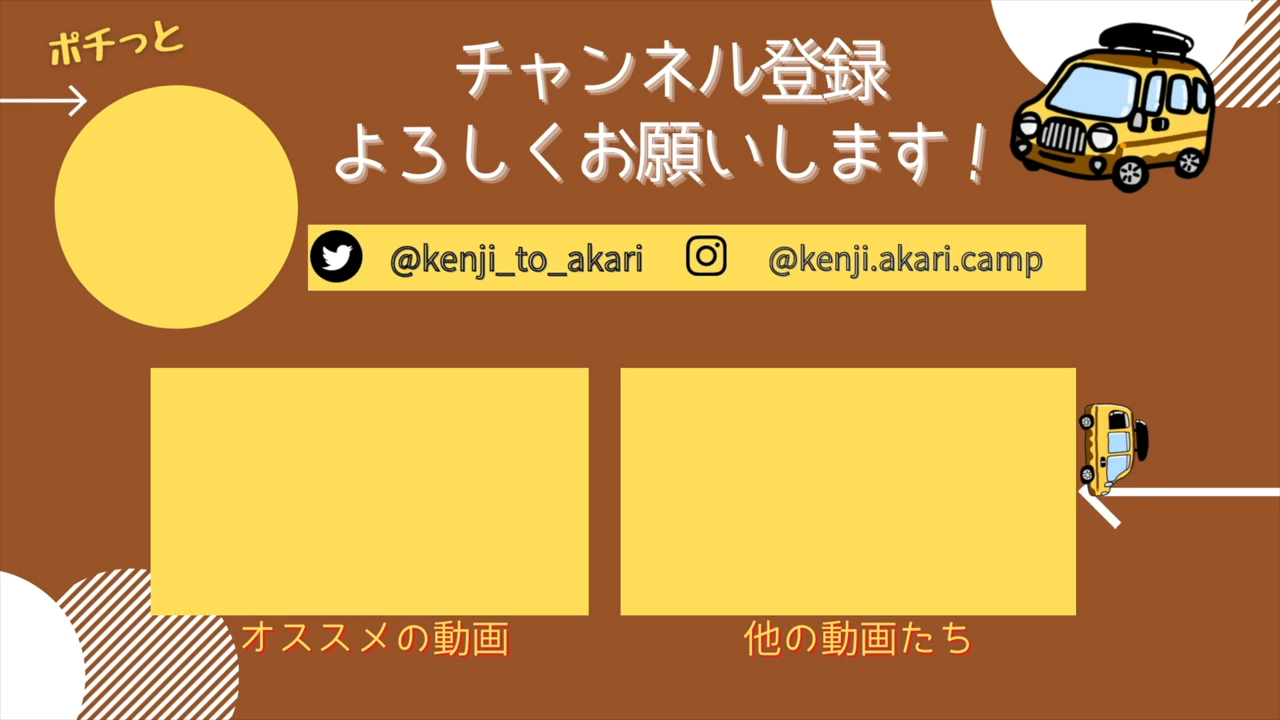 ポチっと
チャンネル登録
よろしくお願いします！
@kenji_to_akari
@kenji.akari.camp
オススメの動画
他の動画たち